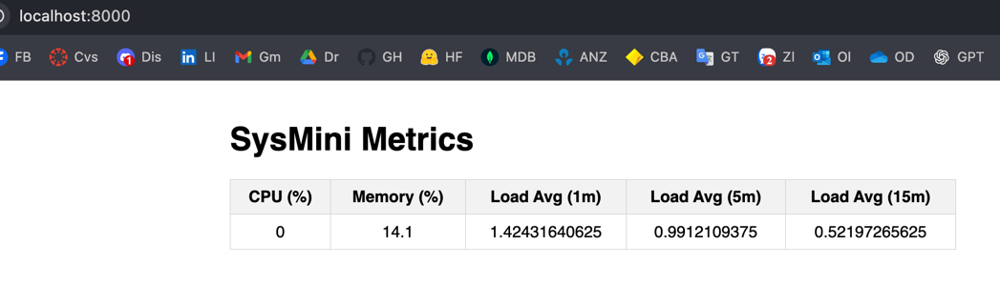 localhost:8000
FB Cvs Dis 1 LI Gm Dr GH HF MDB ANZ CBA GT ZI 2 OI OD GPT
SysMini Metrics
CPU (%) Memory (%) Load Avg (1m) Load Avg (5m) Load Avg (15m)
0 14.1 1.42431640625 0.9912109375 0.52197265625